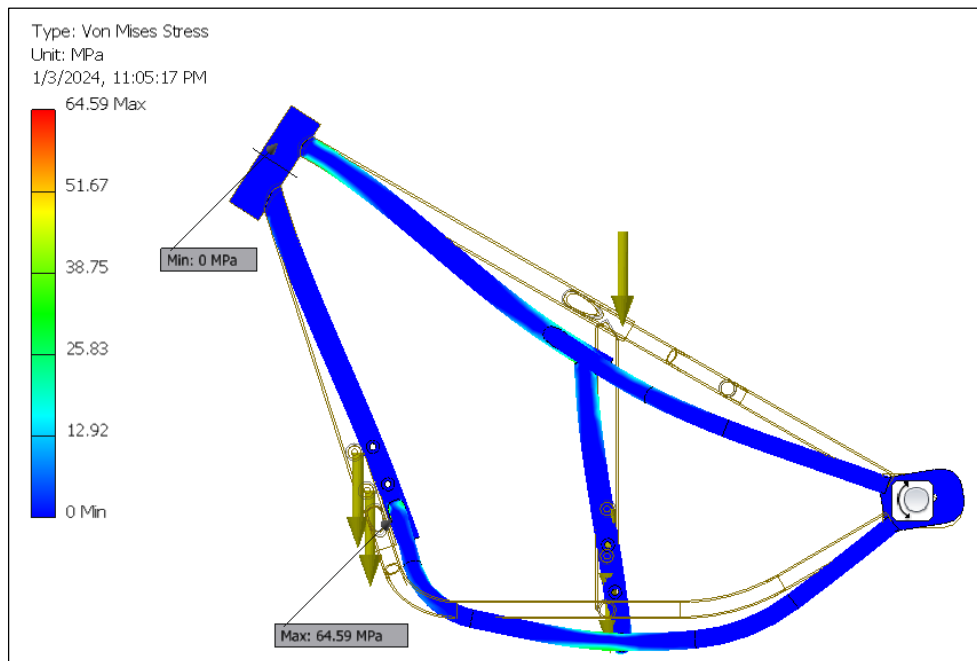 Type: Von Mises Stress
Unit: MPa
1/3/2024, 11:05:17 PM
64.59 Max
51.67
38.75
25.83
12.92
0 Min
Min: 0 MPa
Max: 64.59 MPa